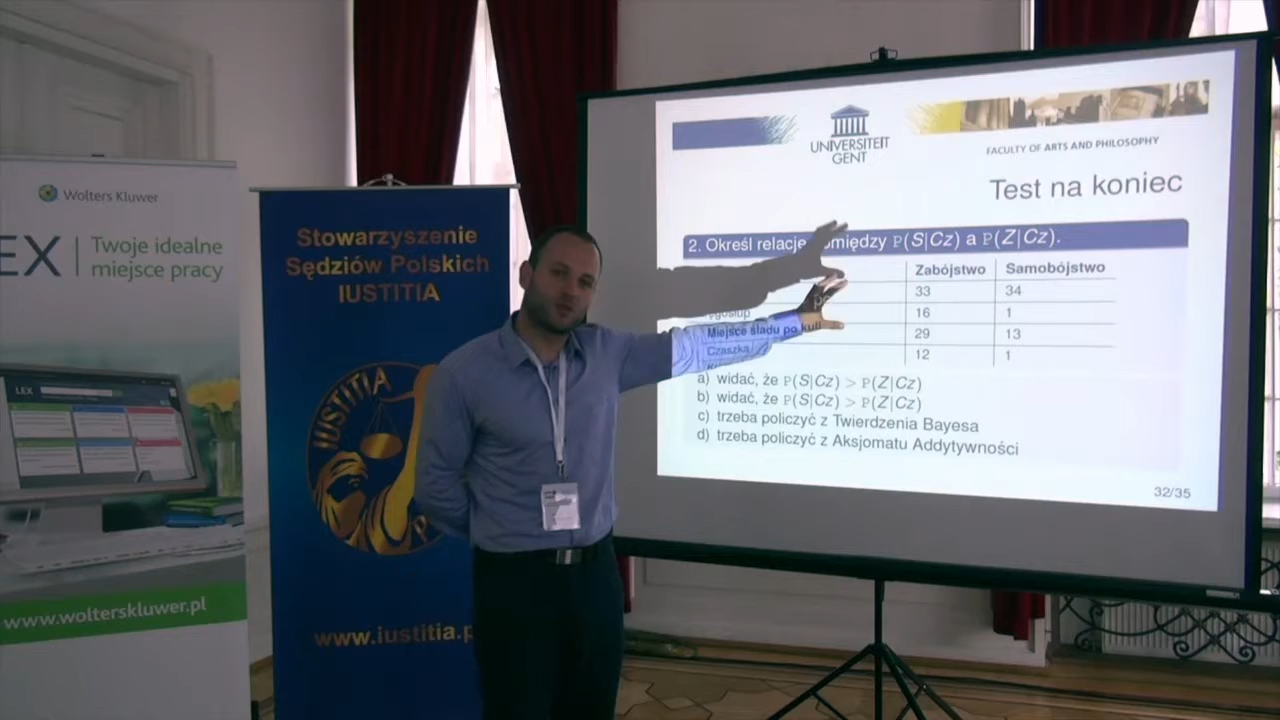 Wolters Kluwer
EX
Twoje idealne
miejsce pracy
LEX
www.wolterskluwer.pl
Stowarzyszenie
Sędziów Polskich
IUSTITIA
IUSTITIA
www.iustitia.p
UNIVERSITEIT
GENT
FACULTY OF ARTS AND PHILOSOPHY
Test na koniec
2. Określ relację pomiędzy P(S|Cz) a P(Z|Cz).
Zabójstwo Samobójstwo
33 34
16 1
Miejsce śladu po kuli 29 13
Czaszka 12 1
a) widać, że P(S|Cz) > P(Z|Cz)
b) widać, że P(S|Cz) > P(Z|Cz)
c) trzeba policzyć z Twierdzenia Bayesa
d) trzeba policzyć z Aksjomatu Addytywności
32/35